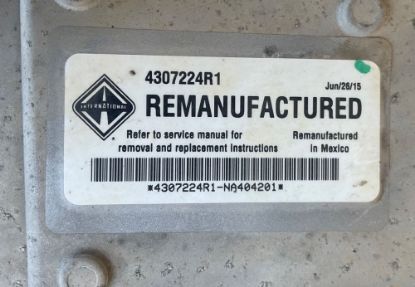 INTERNATIONAL
4307224R1
Jun/26/15
REMANUFACTURED
Refer to service manual for
removal and replacement instructions
Remanufactured
in Mexico
*4307224R1-NA404201*